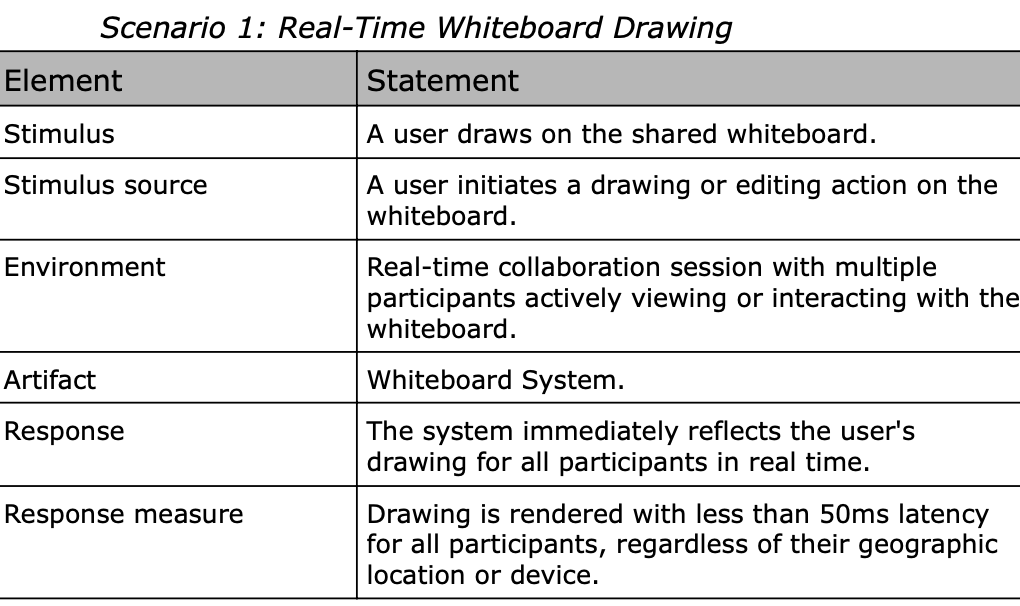 Scenario 1: Real-Time Whiteboard Drawing
Element Statement
Stimulus A user draws on the shared whiteboard.
Stimulus source A user initiates a drawing or editing action on the
whiteboard.
Environment Real-time collaboration session with multiple
participants actively viewing or interacting with the
whiteboard.
Artifact Whiteboard System.
Response The system immediately reflects the user's
drawing for all participants in real time.
Response measure Drawing is rendered with less than 50ms latency
for all participants, regardless of their geographic
location or device.